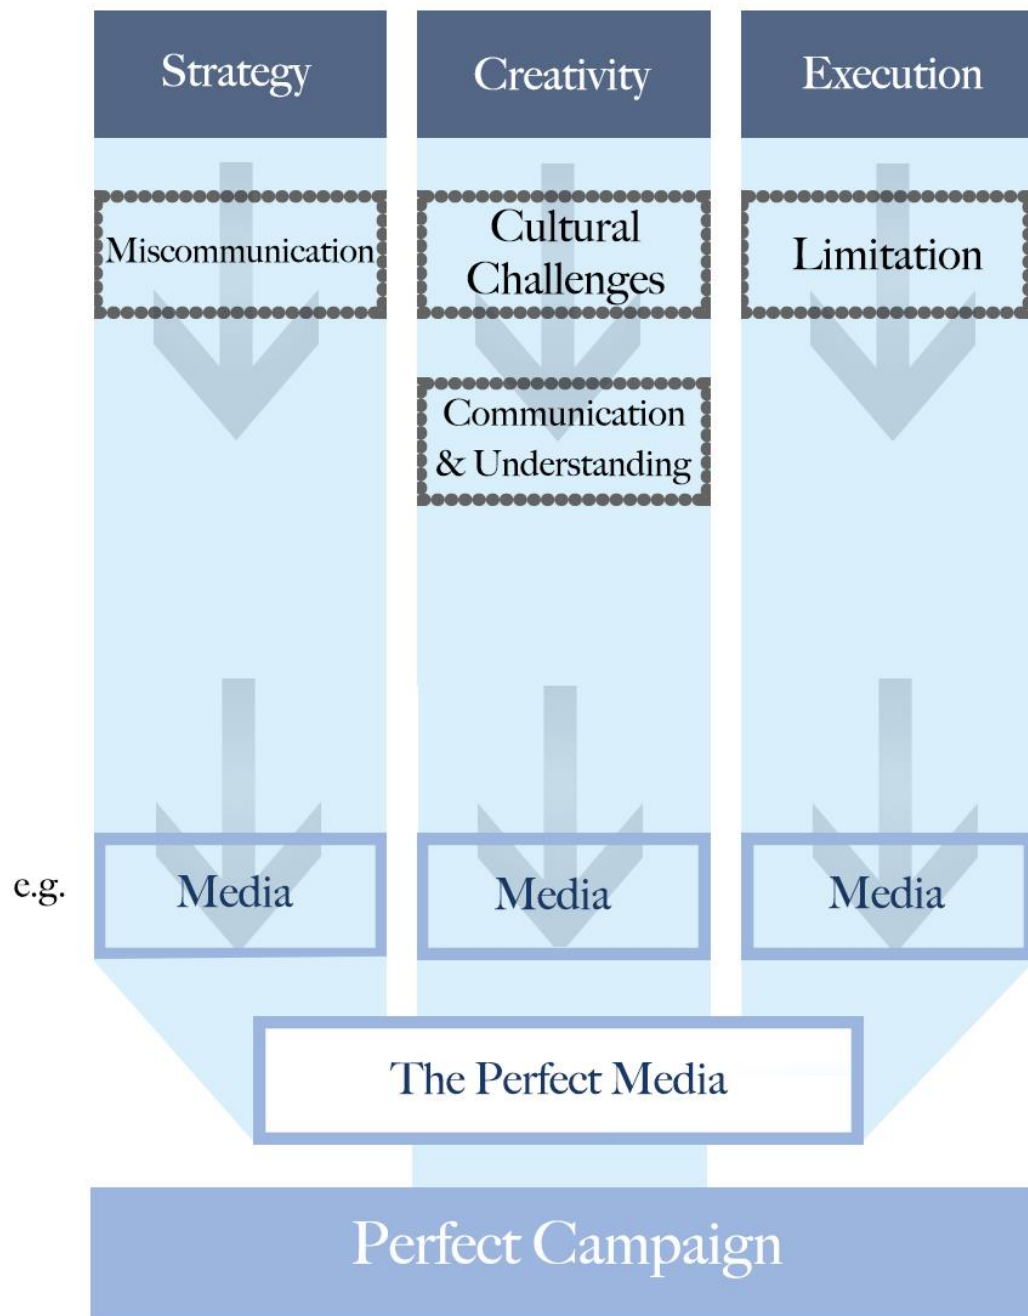 Strategy
Creativity
Execution
Miscommunication
Cultural
Challenges
Limitation
Communication
& Understanding
e.g.
Media
Media
Media
The Perfect Media
Perfect Campaign